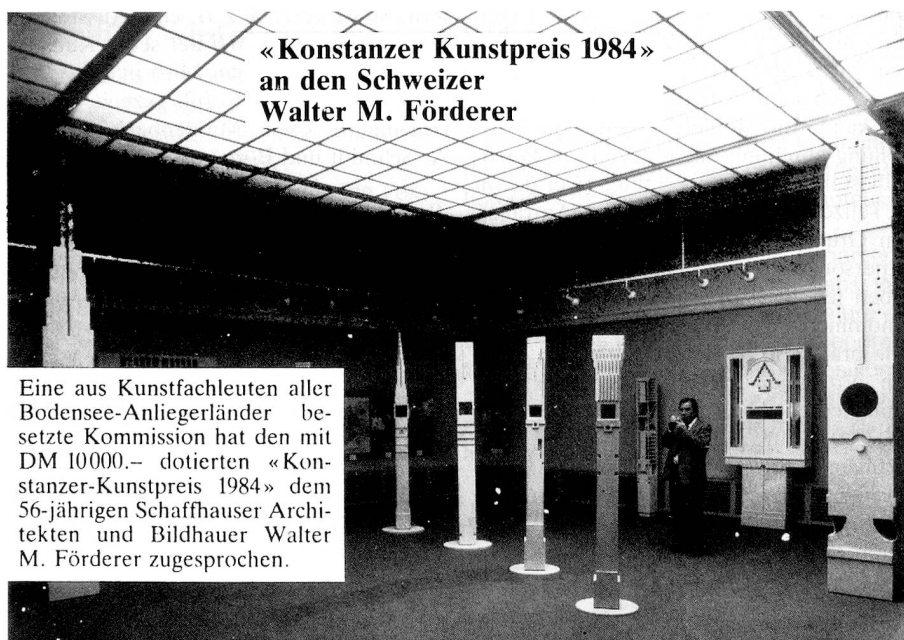 «Konstanzer Kunstpreis 1984»
an den Schweizer
Walter M. Förderer
Eine aus Kunstfachleuten aller
Bodensee-Anliegerländer be-
setzte Kommission hat den mit
DM 10000.– dotierten «Kon-
stanzer-Kunstpreis 1984» dem
56-jährigen Schaffhauser Archi-
tekten und Bildhauer Walter
M. Förderer zugesprochen.